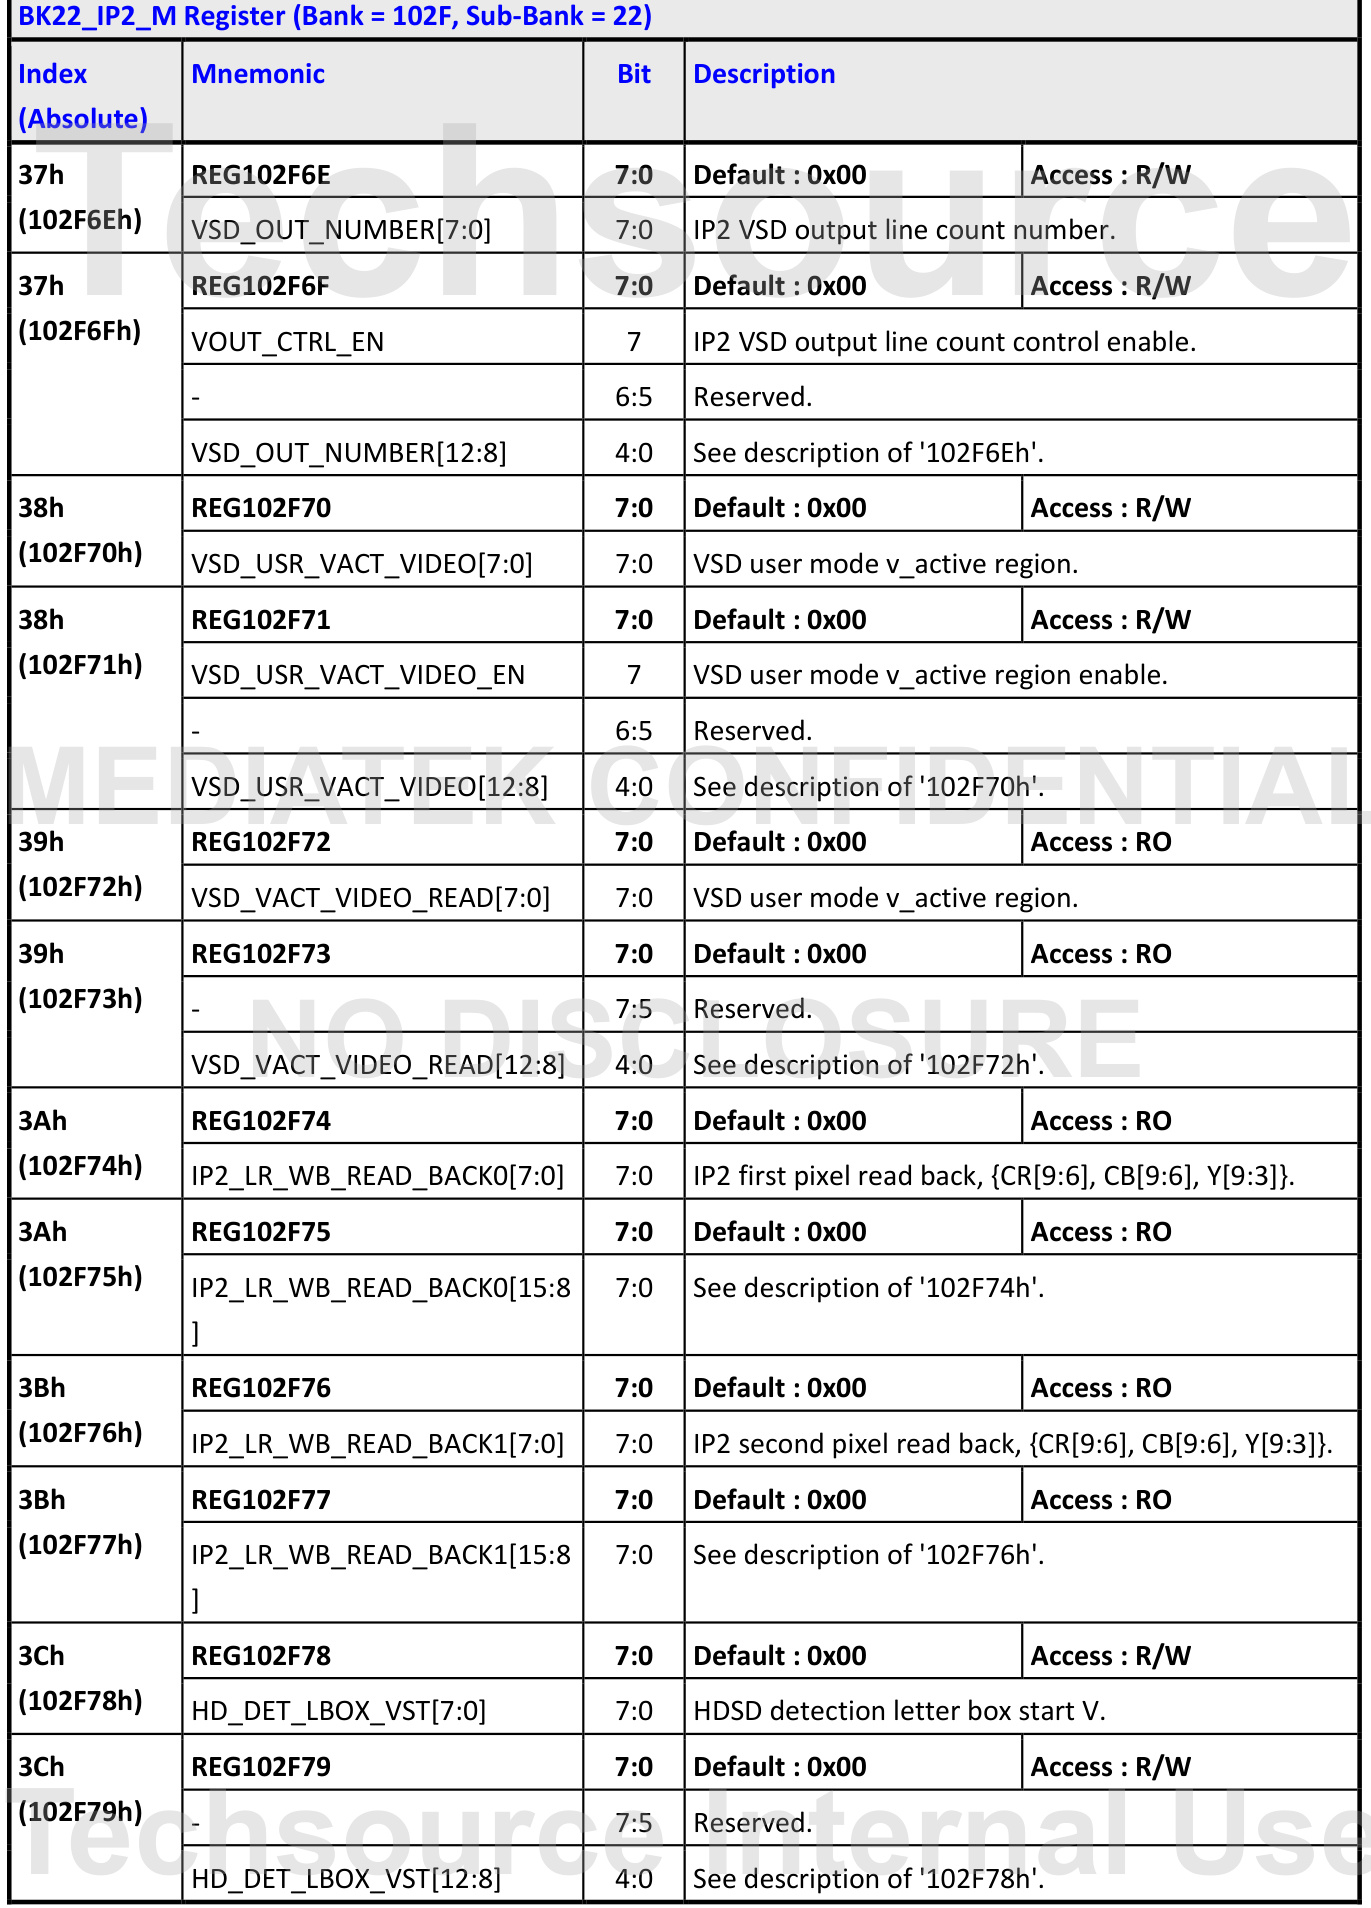 BK22_IP2_M Register (Bank = 102F, Sub-Bank = 22)
Index (Absolute) Mnemonic Bit Description
37h (102F6Eh) REG102F6E 7:0 Default : 0x00 Access : R/W
VSD_OUT_NUMBER[7:0] 7:0 IP2 VSD output line count number.
37h (102F6Fh) REG102F6F 7:0 Default : 0x00 Access : R/W
VOUT_CTRL_EN 7 IP2 VSD output line count control enable.
- 6:5 Reserved.
VSD_OUT_NUMBER[12:8] 4:0 See description of '102F6Eh'.
38h (102F70h) REG102F70 7:0 Default : 0x00 Access : R/W
VSD_USR_VACT_VIDEO[7:0] 7:0 VSD user mode v_active region.
38h (102F71h) REG102F71 7:0 Default : 0x00 Access : R/W
VSD_USR_VACT_VIDEO_EN 7 VSD user mode v_active region enable.
- 6:5 Reserved.
VSD_USR_VACT_VIDEO[12:8] 4:0 See description of '102F70h'.
39h (102F72h) REG102F72 7:0 Default : 0x00 Access : RO
VSD_VACT_VIDEO_READ[7:0] 7:0 VSD user mode v_active region.
39h (102F73h) REG102F73 7:0 Default : 0x00 Access : RO
- 7:5 Reserved.
VSD_VACT_VIDEO_READ[12:8] 4:0 See description of '102F72h'.
3Ah (102F74h) REG102F74 7:0 Default : 0x00 Access : RO
IP2_LR_WB_READ_BACK0[7:0] 7:0 IP2 first pixel read back, {CR[9:6], CB[9:6], Y[9:3]}.
3Ah (102F75h) REG102F75 7:0 Default : 0x00 Access : RO
IP2_LR_WB_READ_BACK0[15:8 7:0 See description of '102F74h'.
]
3Bh (102F76h) REG102F76 7:0 Default : 0x00 Access : RO
IP2_LR_WB_READ_BACK1[7:0] 7:0 IP2 second pixel read back, {CR[9:6], CB[9:6], Y[9:3]}.
3Bh (102F77h) REG102F77 7:0 Default : 0x00 Access : RO
IP2_LR_WB_READ_BACK1[15:8 7:0 See description of '102F76h'.
]
3Ch (102F78h) REG102F78 7:0 Default : 0x00 Access : R/W
HD_DET_LBOX_VST[7:0] 7:0 HDSD detection letter box start V.
3Ch (102F79h) REG102F79 7:0 Default : 0x00 Access : R/W
- 7:5 Reserved.
HD_DET_LBOX_VST[12:8] 4:0 See description of '102F78h'.
Techsource
MEDIATEK CONFIDENTIAL
NO DISCLOSURE
Techsource Internal Use